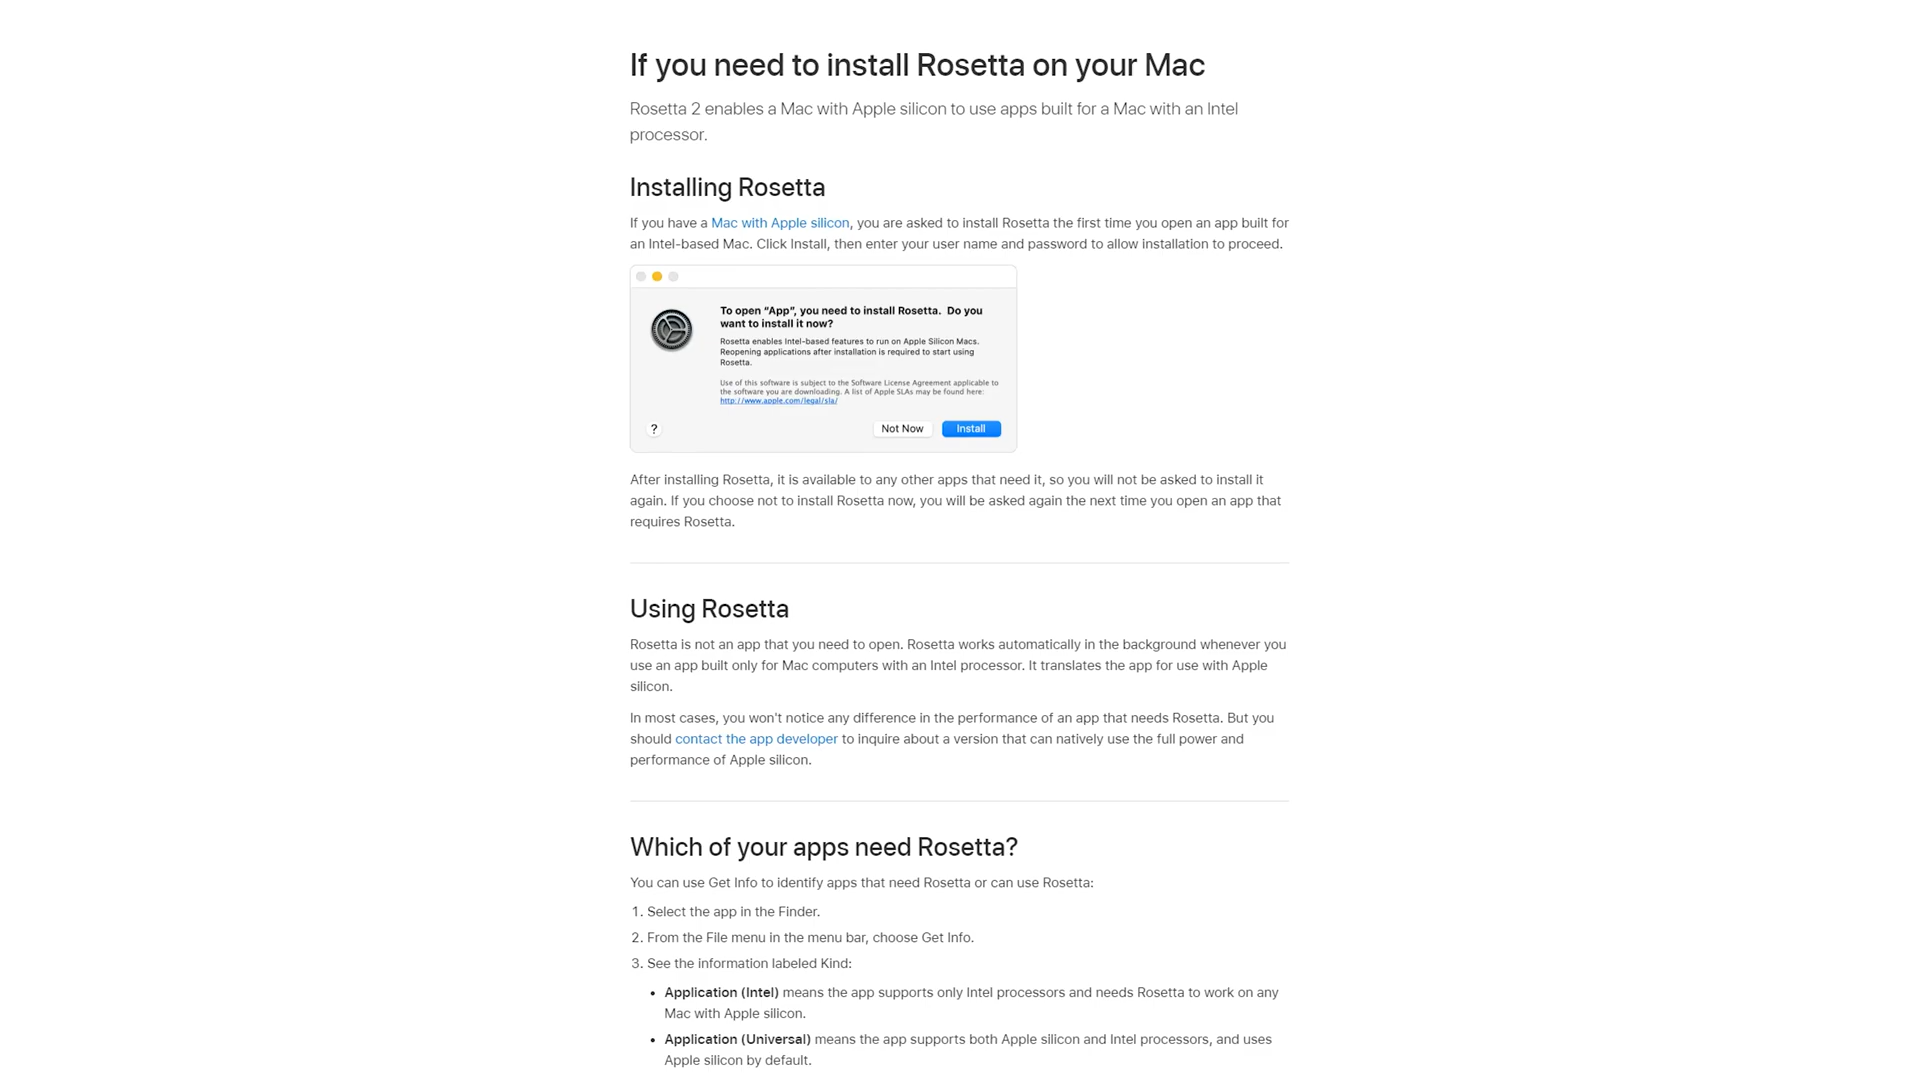 If you need to install Rosetta on your Mac
Rosetta 2 enables a Mac with Apple silicon to use apps built for a Mac with an Intel
processor.
Installing Rosetta
If you have a Mac with Apple silicon, you are asked to install Rosetta the first time you open an app built for
an Intel-based Mac. Click Install, then enter your user name and password to allow installation to proceed.
To open “App”, you need to install Rosetta. Do you
want to install it now?
Rosetta enables Intel-based features to run on Apple Silicon Macs.
Reopening applications after installation is required to start using
Rosetta.
Use of this software is subject to the Software License Agreement applicable to
the software you are downloading. A list of Apple SLAs may be found here:
http://www.apple.com/legal/sla/
? Not Now Install
After installing Rosetta, it is available to any other apps that need it, so you will not be asked to install it
again. If you choose not to install Rosetta now, you will be asked again the next time you open an app that
requires Rosetta.
Using Rosetta
Rosetta is not an app that you need to open. Rosetta works automatically in the background whenever you
use an app built only for Mac computers with an Intel processor. It translates the app for use with Apple
silicon.
In most cases, you won't notice any difference in the performance of an app that needs Rosetta. But you
should contact the app developer to inquire about a version that can natively use the full power and
performance of Apple silicon.
Which of your apps need Rosetta?
You can use Get Info to identify apps that need Rosetta or can use Rosetta:
1. Select the app in the Finder.
2. From the File menu in the menu bar, choose Get Info.
3. See the information labeled Kind:
• Application (Intel) means the app supports only Intel processors and needs Rosetta to work on any
Mac with Apple silicon.
• Application (Universal) means the app supports both Apple silicon and Intel processors, and uses
Apple silicon by default.